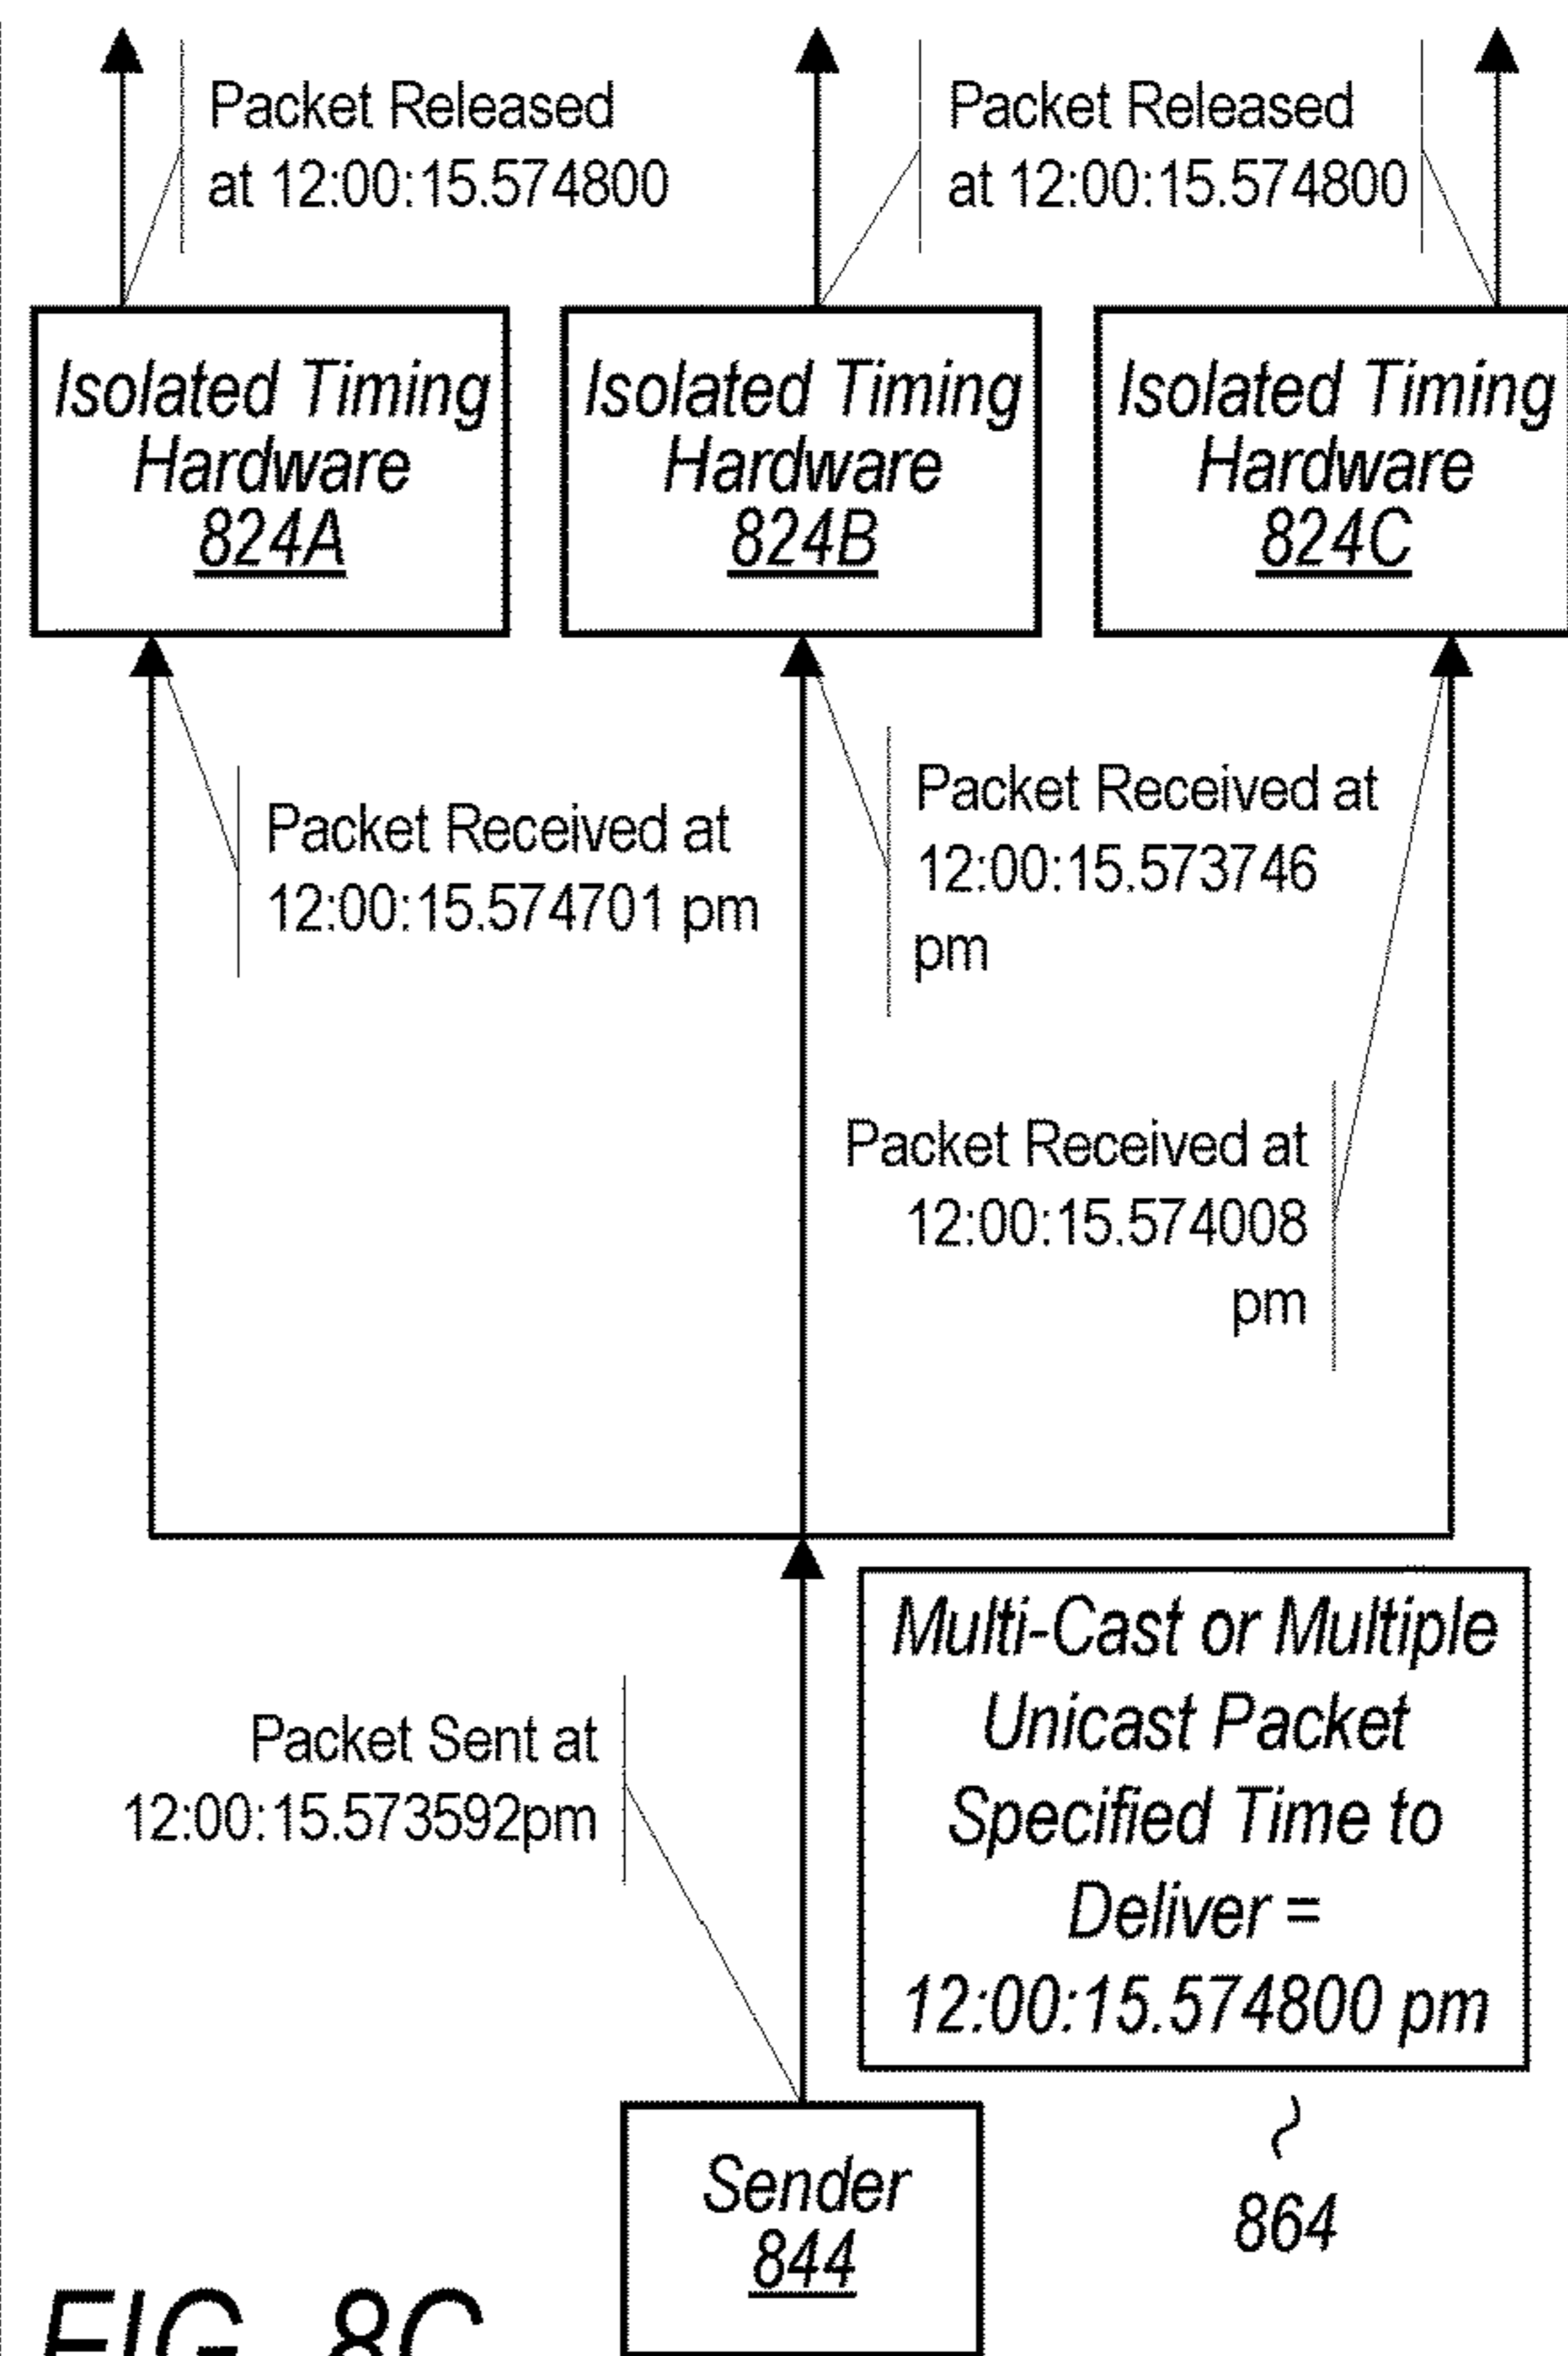 Packet Released
at 12:00:15.574800
Packet Released
at 12:00:15.574800
Isolated Timing
Hardware
824A
Isolated Timing
Hardware
824B
Isolated Timing
Hardware
824C
Packet Received at
12:00:15.574701 pm
Packet Received at
12:00:15.573746
pm
Packet Received at
12:00:15.574008
pm
Packet Sent at
12:00:15.573592pm
Multi-Cast or Multiple
Unicast Packet
Specified Time to
Deliver =
12:00:15.574800 pm
864
Sender
844
FIG. 8C